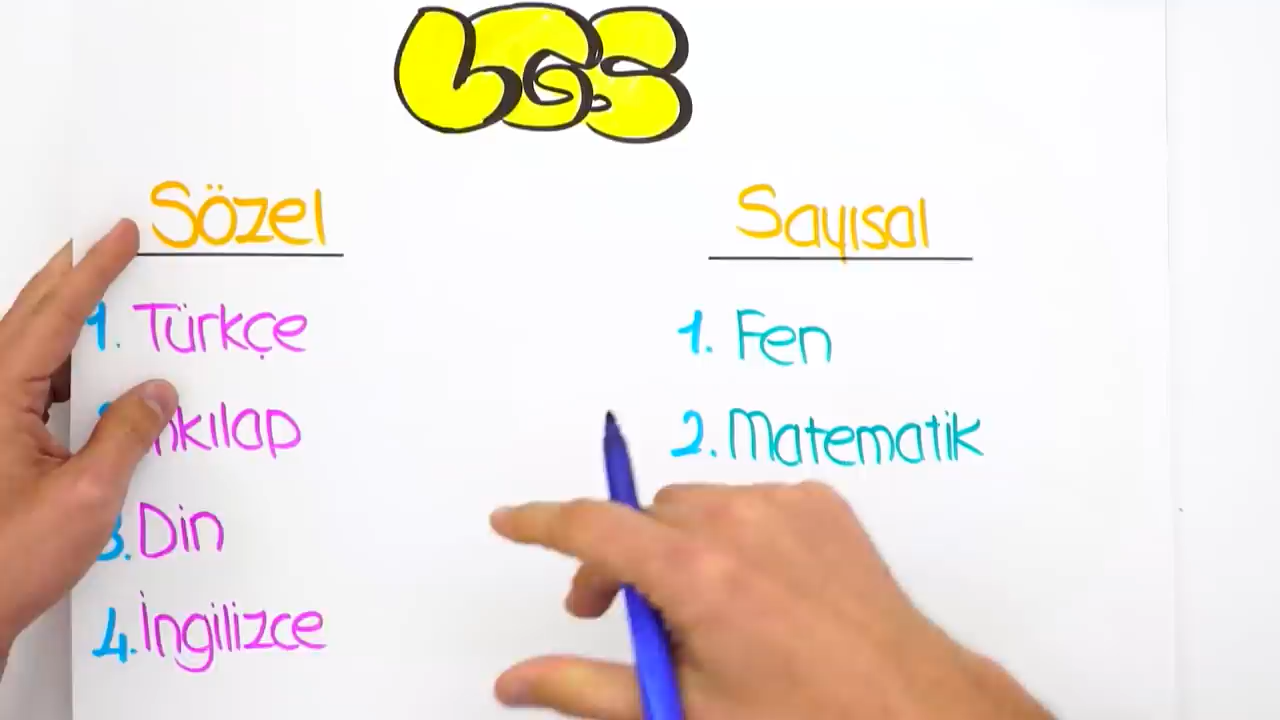 LGS
Sözel
1. Türkçe
nkılap
3. Din
4. İngilizce
Sayısal
1. Fen
2. Matematik